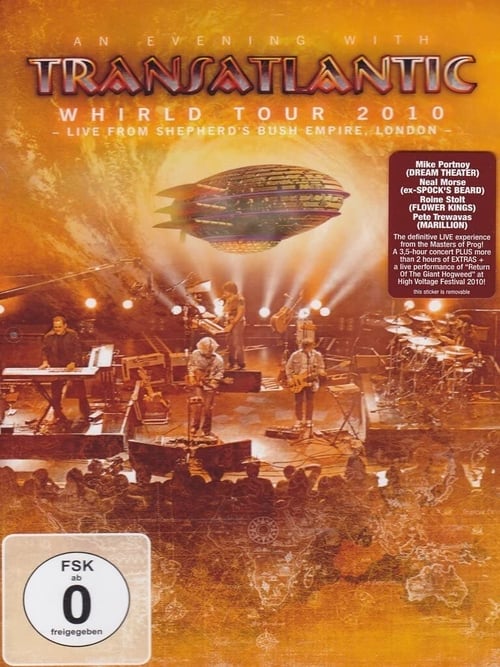 AN EVENING WITH
TRANSATLANTIC
WHIRLD TOUR 2010
– LIVE FROM SHEPHERD'S BUSH EMPIRE, LONDON –
Mike Portnoy
(DREAM THEATER)
Neal Morse
(ex-SPOCK'S BEARD)
Roine Stolt
(FLOWER KINGS)
Pete Trewavas
(MARILLION)
The definitive LIVE experience
from the Masters of Prog!
A 3,5-hour concert PLUS more
than 2 hours of EXTRAS +
a live performance of "Return
Of The Giant Hogweed" at
High Voltage Festival 2010!
this sticker is removable
FSK
ab
0
freigegeben